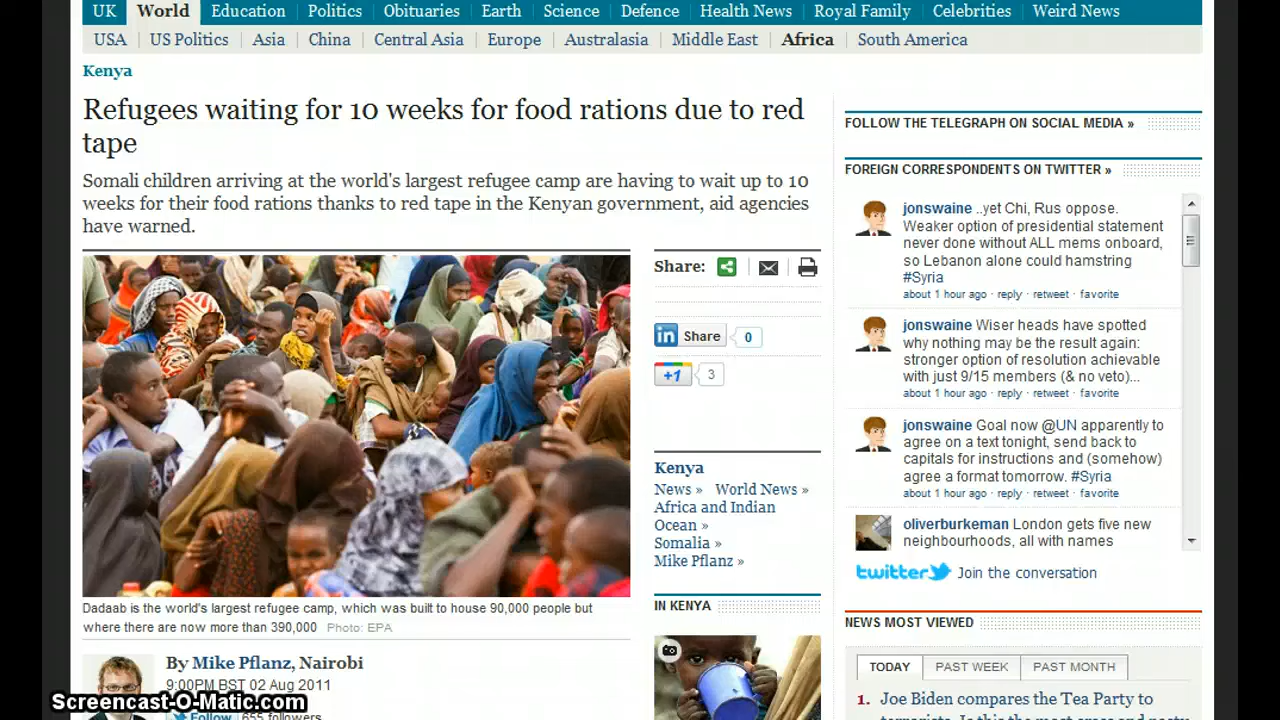 UK World Education Politics Obituaries Earth Science Defence Health News Royal Family Celebrities Weird News
USA US Politics Asia China Central Asia Europe Australasia Middle East Africa South America
Kenya
Refugees waiting for 10 weeks for food rations due to red
tape
Somali children arriving at the world's largest refugee camp are having to wait up to 10
weeks for their food rations thanks to red tape in the Kenyan government, aid agencies
have warned.
Dadaab is the world's largest refugee camp, which was built to house 90,000 people but
where there are now more than 390,000 Photo: EPA
By Mike Pflanz, Nairobi
9:00PM BST 02 Aug 2011
Follow 655 followers
Share:
in Share 0
+1 3
Kenya
News » World News »
Africa and Indian
Ocean »
Somalia »
Mike Pflanz »
IN KENYA
FOLLOW THE TELEGRAPH ON SOCIAL MEDIA »
FOREIGN CORRESPONDENTS ON TWITTER »
jonswaine ..yet Chi, Rus oppose.
Weaker option of presidential statement
never done without ALL mems onboard,
so Lebanon alone could hamstring
#Syria
about 1 hour ago · reply · retweet · favorite
jonswaine Wiser heads have spotted
why nothing may be the result again:
stronger option of resolution achievable
with just 9/15 members (& no veto)...
about 1 hour ago · reply · retweet · favorite
jonswaine Goal now @UN apparently to
agree on a text tonight, send back to
capitals for instructions and (somehow)
agree a format tomorrow. #Syria
about 1 hour ago · reply · retweet · favorite
oliverburkeman London gets five new
neighbourhoods, all with names
twitter Join the conversation
NEWS MOST VIEWED
TODAY PAST WEEK PAST MONTH
1. Joe Biden compares the Tea Party to
Screencast-O-Matic.com